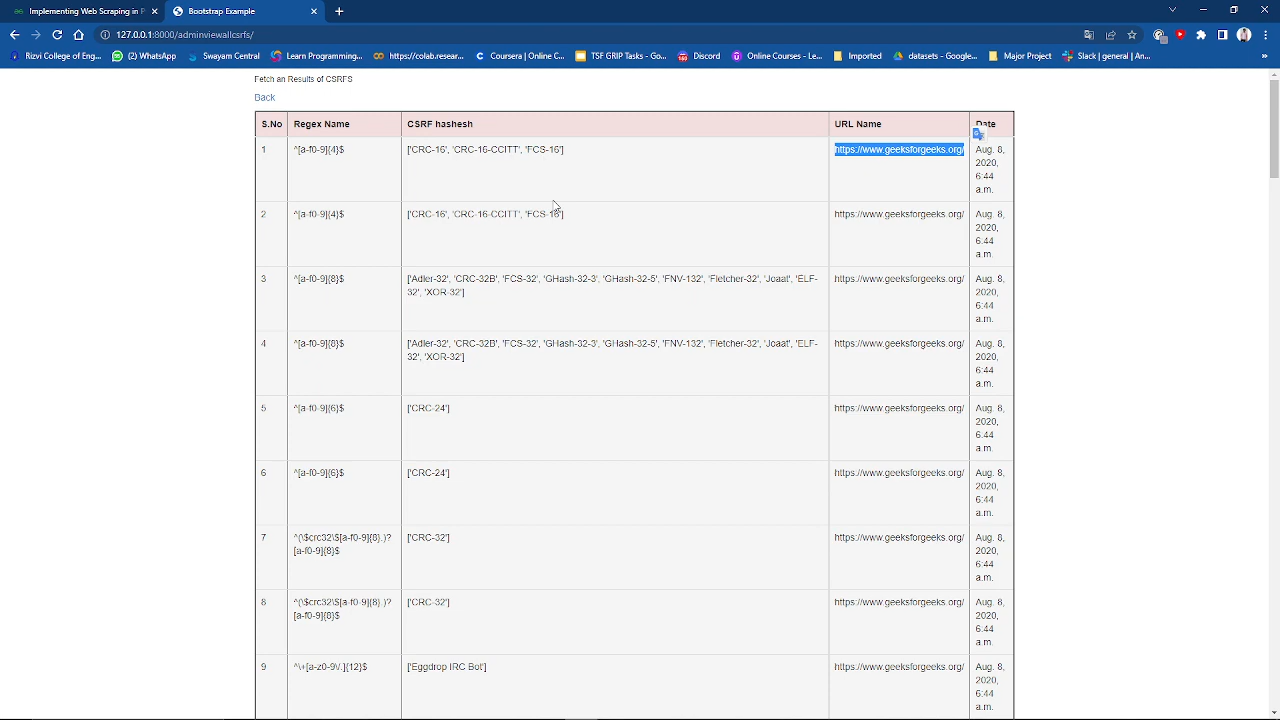 Implementing Web Scraping in P
Bootstrap Example
127.0.0.1:8000/adminviewallcsrfs/
Rizvi College of Eng...
(2) WhatsApp
Swayam Central
Learn Programming...
https://colab.resear...
Coursera | Online C...
TSF GRIP Tasks - Go...
Discord
Online Courses - Le...
Imported
datasets - Google...
Major Project
Slack | general | An...
Fetch an Results of CSRFS
Back
S.No Regex Name CSRF hashesh URL Name Date
1 ^[a-f0-9]{4}$ ['CRC-16', 'CRC-16-CCITT', 'FCS-16'] https://www.geeksforgeeks.org/ Aug. 8,
2020,
6:44
a.m.
2 ^[a-f0-9]{4}$ ['CRC-16', 'CRC-16-CCITT', 'FCS-16'] https://www.geeksforgeeks.org/ Aug. 8,
2020,
6:44
a.m.
3 ^[a-f0-9]{8}$ ['Adler-32', 'CRC-32B', 'FCS-32', 'GHash-32-3', 'GHash-32-5', 'FNV-132', 'Fletcher-32', 'Joaat', 'ELF- https://www.geeksforgeeks.org/ Aug. 8,
32', 'XOR-32'] 2020,
6:44
a.m.
4 ^[a-f0-9]{8}$ ['Adler-32', 'CRC-32B', 'FCS-32', 'GHash-32-3', 'GHash-32-5', 'FNV-132', 'Fletcher-32', 'Joaat', 'ELF- https://www.geeksforgeeks.org/ Aug. 8,
32', 'XOR-32'] 2020,
6:44
a.m.
5 ^[a-f0-9]{6}$ ['CRC-24'] https://www.geeksforgeeks.org/ Aug. 8,
2020,
6:44
a.m.
6 ^[a-f0-9]{6}$ ['CRC-24'] https://www.geeksforgeeks.org/ Aug. 8,
2020,
6:44
a.m.
7 ^(\$crc32\$[a-f0-9]{8}.)? ['CRC-32'] https://www.geeksforgeeks.org/ Aug. 8,
[a-f0-9]{8}$ 2020,
6:44
a.m.
8 ^(\$crc32\$[a-f0-9]{8}.)? ['CRC-32'] https://www.geeksforgeeks.org/ Aug. 8,
[a-f0-9]{8}$ 2020,
6:44
a.m.
9 ^\+[a-z0-9\/.]{12}$ ['Eggdrop IRC Bot'] https://www.geeksforgeeks.org/ Aug. 8,
2020,
6:44
a.m.